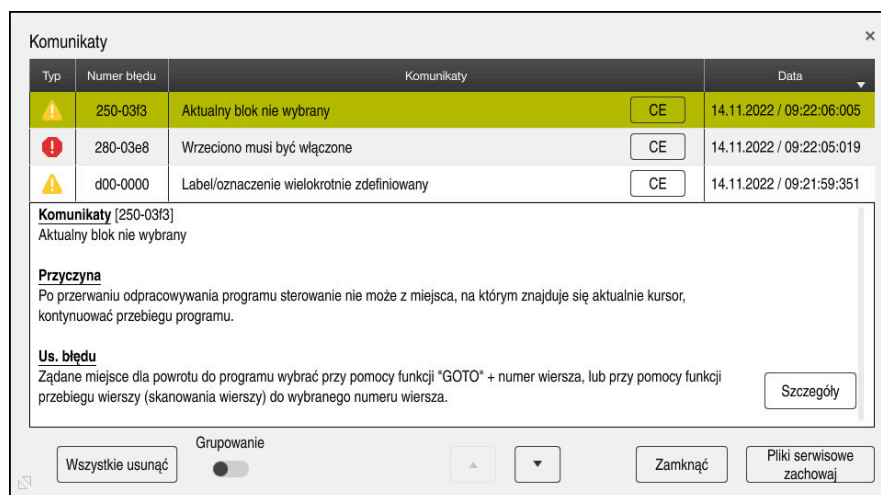 Komunikaty
Typ Numer błędu Komunikaty Data
250-03f3 Aktualny blok nie wybrany CE 14.11.2022 / 09:22:06:005
280-03e8 Wrzeciono musi być włączone CE 14.11.2022 / 09:22:05:019
d00-0000 Label/oznaczenie wielokrotnie zdefiniowany CE 14.11.2022 / 09:21:59:351
Komunikaty [250-03f3]
Aktualny blok nie wybrany
Przyczyna
Po przerwaniu odpracowywania programu sterowanie nie może z miejsca, na którym znajduje się aktualnie kursor,
kontynuować przebiegu programu.
Us. błędu
Ządane miejsce dla powrotu do programu wybrać przy pomocy funkcji "GOTO" + numer wiersza, lub przy pomocy funkcji
przebiegu wierszy (skanowania wierszy) do wybranego numeru wiersza.
Szczegóły
Wszystkie usunąć
Grupowanie
Zamknąć
Pliki serwisowe
zachowaj